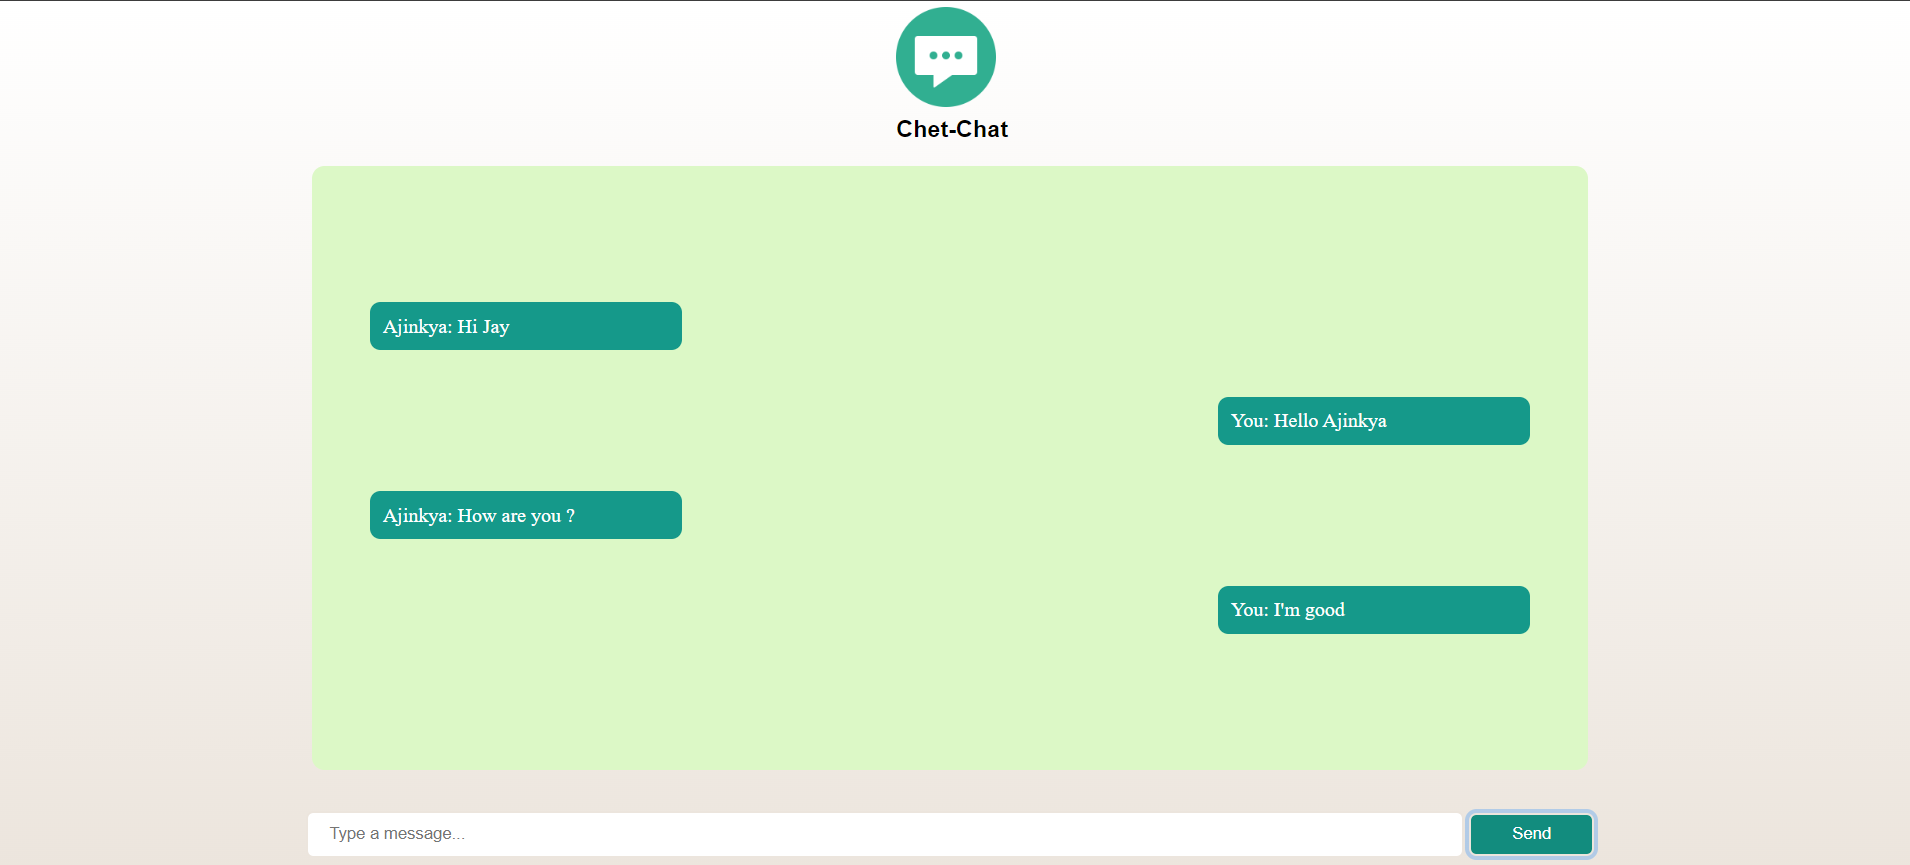 Chet-Chat
Ajinkya: Hi Jay
You: Hello Ajinkya
Ajinkya: How are you ?
You: I'm good
Type a message...
Send